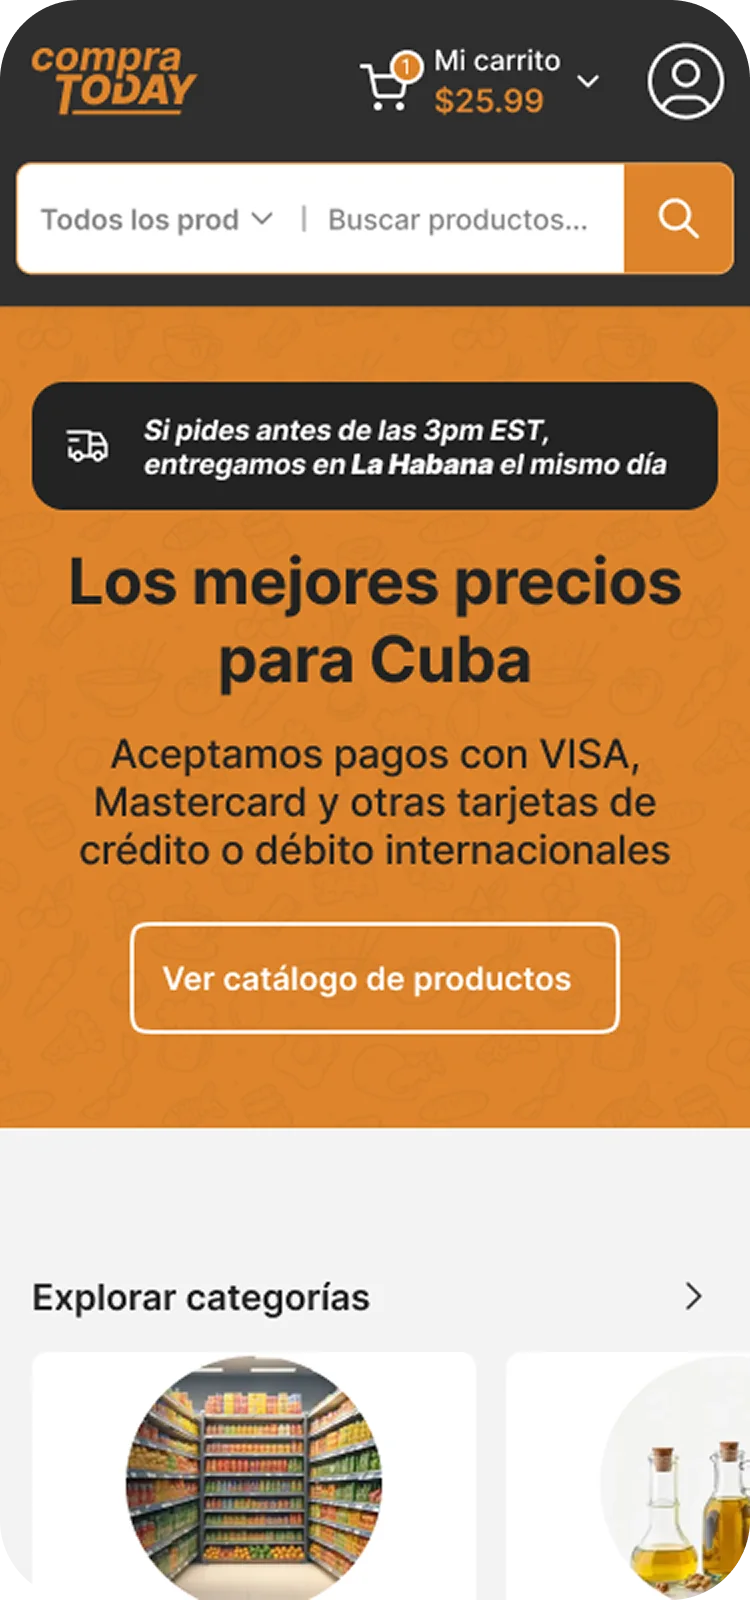 compra
TODAY
1
Mi carrito
$25.99
Todos los prod
Buscar productos...
Si pides antes de las 3pm EST,
entregamos en La Habana el mismo día
Los mejores precios
para Cuba
Aceptamos pagos con VISA,
Mastercard y otras tarjetas de
crédito o débito internacionales
Ver catálogo de productos
Explorar categorías